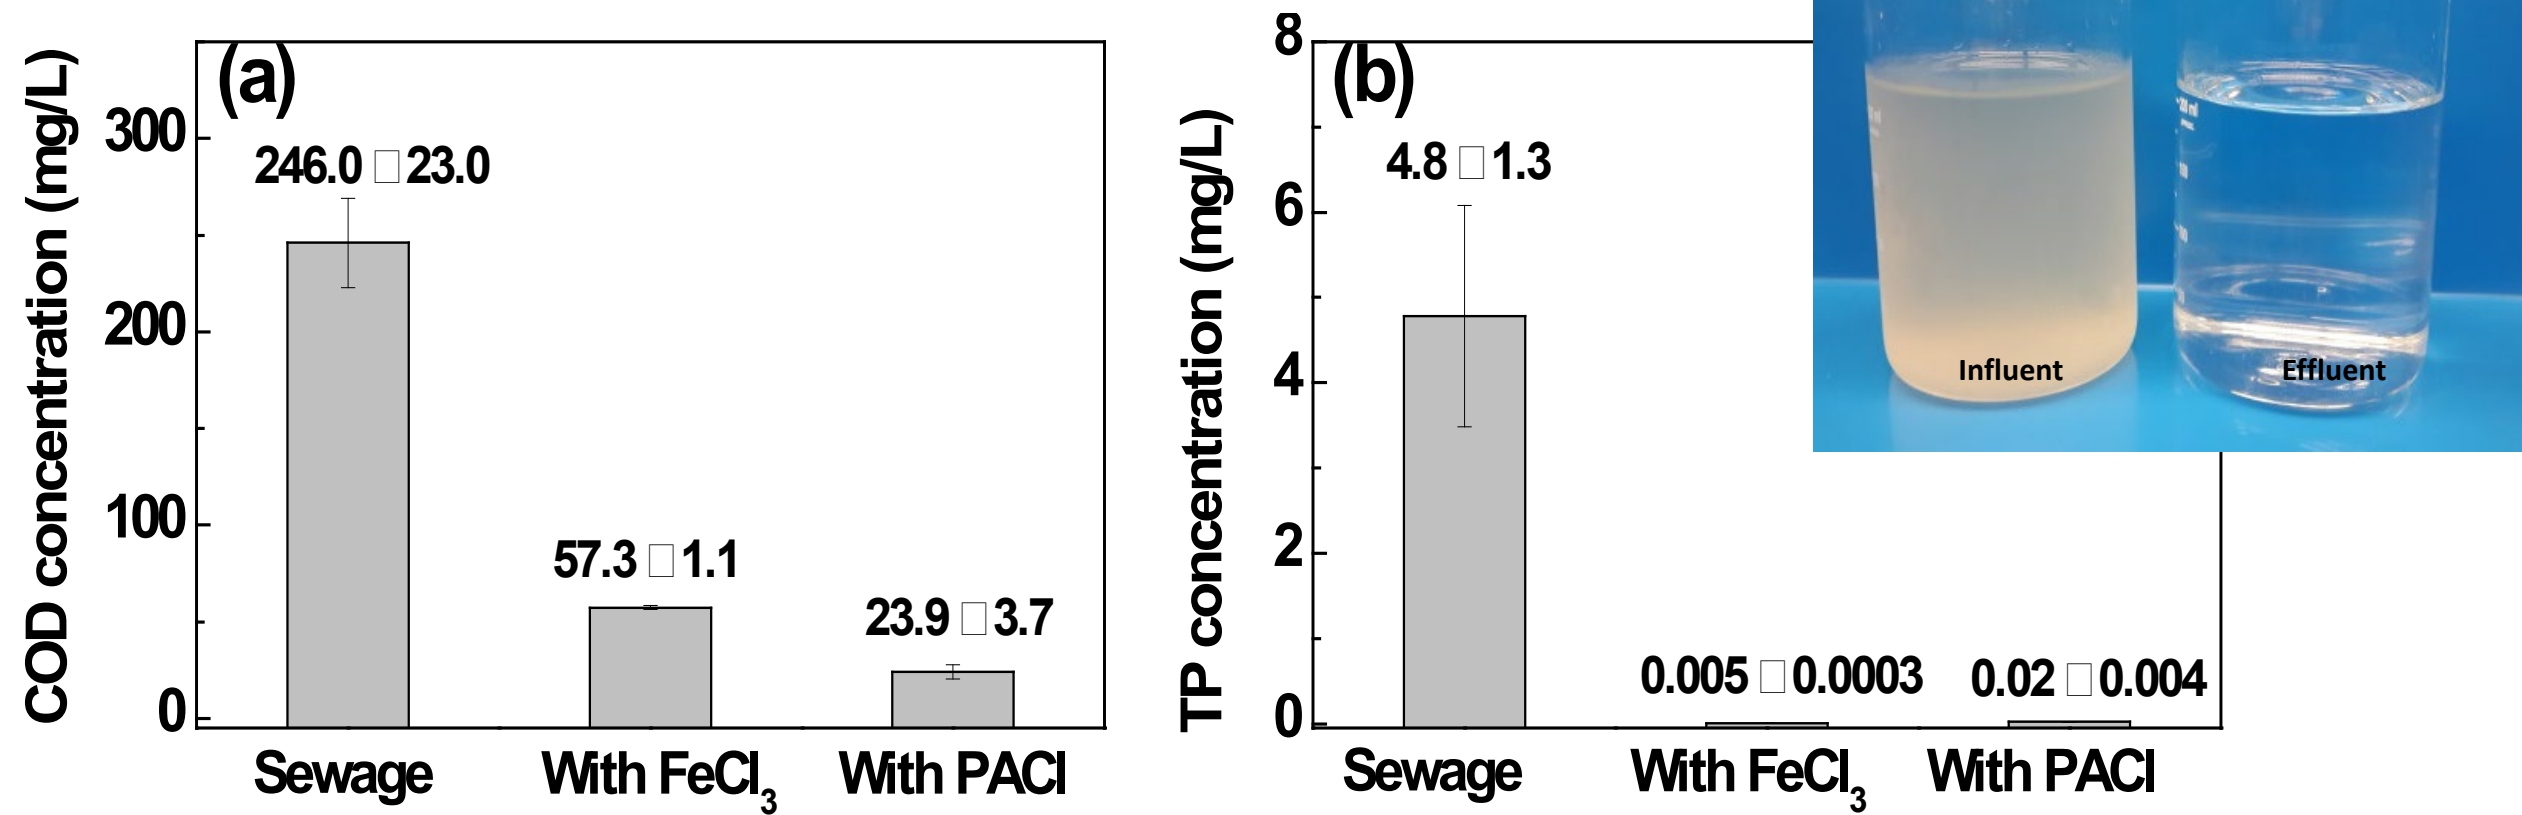 (a)
COD concentration (mg/L)
300
200
100
0
246.0 □ 23.0
57.3 □ 1.1
23.9 □ 3.7
Sewage
With FeCl3
With PACl
(b)
TP concentration (mg/L)
8
6
4
2
0
4.8 □ 1.3
0.005 □ 0.0003
0.02 □ 0.004
Sewage
With FeCl3
With PACl
Influent
Effluent